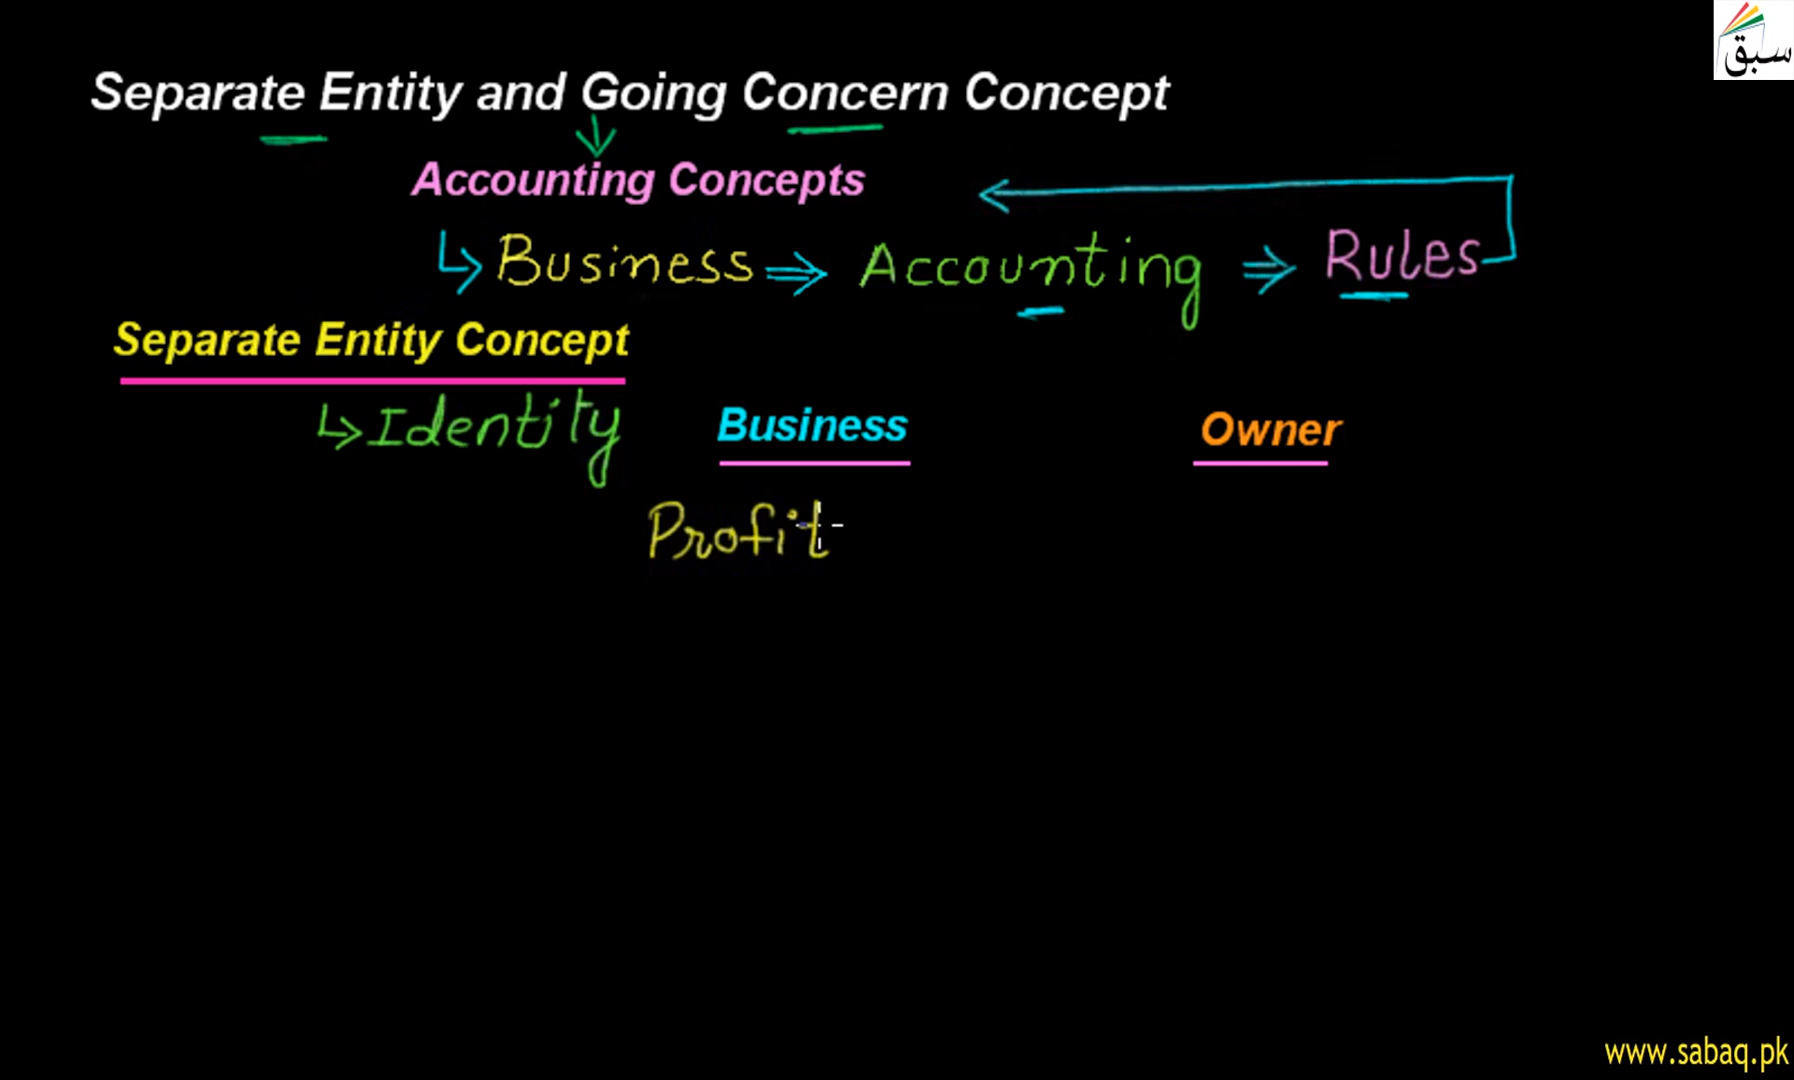 سبق
Separate Entity and Going Concern Concept
Accounting Concepts
Business ⇒ Accounting ⇒ Rules
Separate Entity Concept
Identity
Business
Owner
Profit
www.sabaq.pk